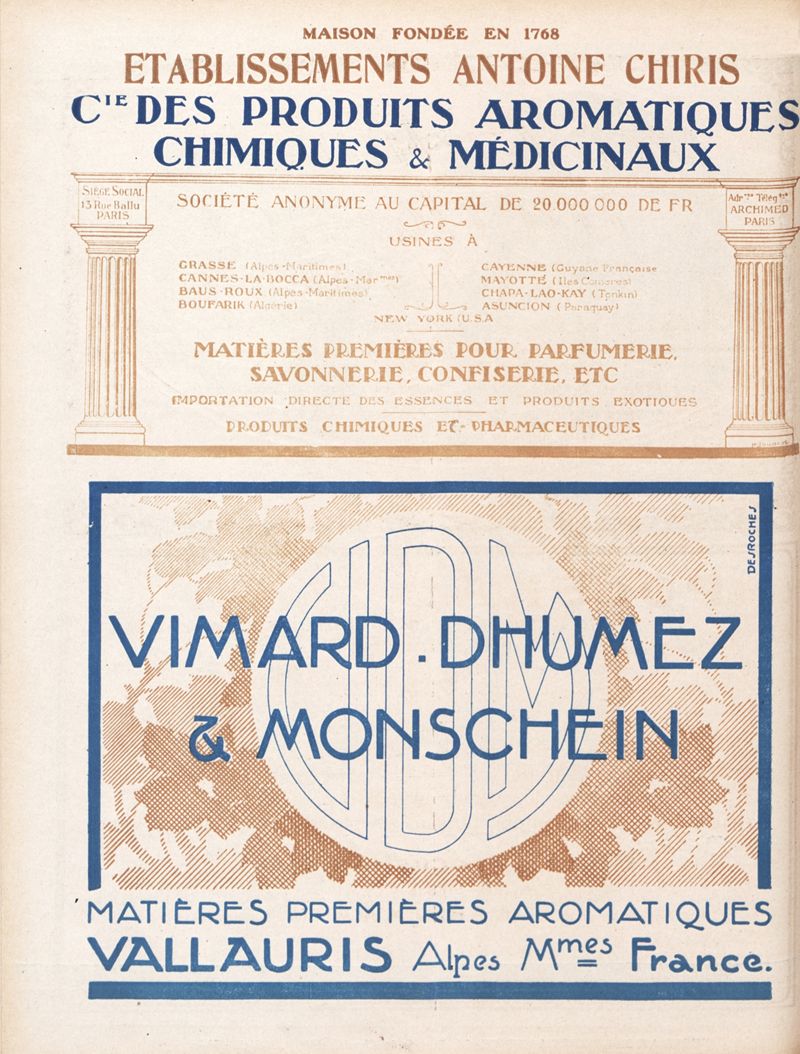 MAISON FONDÉE EN 1768
ETABLISSEMENTS ANTOINE CHIRIS
CIE DES PRODUITS AROMATIQUES
CHIMIQUES & MÉDICINAUX
SIÈGE SOCIAL
13 Rue Ballu
PARIS
SOCIÉTÉ ANONYME AU CAPITAL DE 20.000 000 DE FR
Adrsse Télégque
ARCHIMED
PARIS
USINES À
GRASSE (Alpes-Maritimes)
CANNES-LA-BOCCA (Alpes-Marmes)
BAUS-ROUX (Alpes-Maritimes)
BOUFARIK (Algérie)
CAYENNE (Guyane Française
MAYOTTE (Iles Comores)
CHAPA-LAO-KAY (Tonkin)
ASUNCION (Paraguay)
NEW YORK (U.S.A
MATIÈRES PREMIÈRES POUR PARFUMERIE,
SAVONNERIE, CONFISERIE, ETC
IMPORTATION DIRECTE DES ESSENCES ET PRODUITS EXOTIQUES
PRODUITS CHIMIQUES ET PHARMACEUTIQUES
DESROCHES
VDM
VIMARD.DHUMEZ
& MONSCHEIN
MATIÈRES PREMIÈRES AROMATIQUES
VALLAURIS Alpes Mmes France.